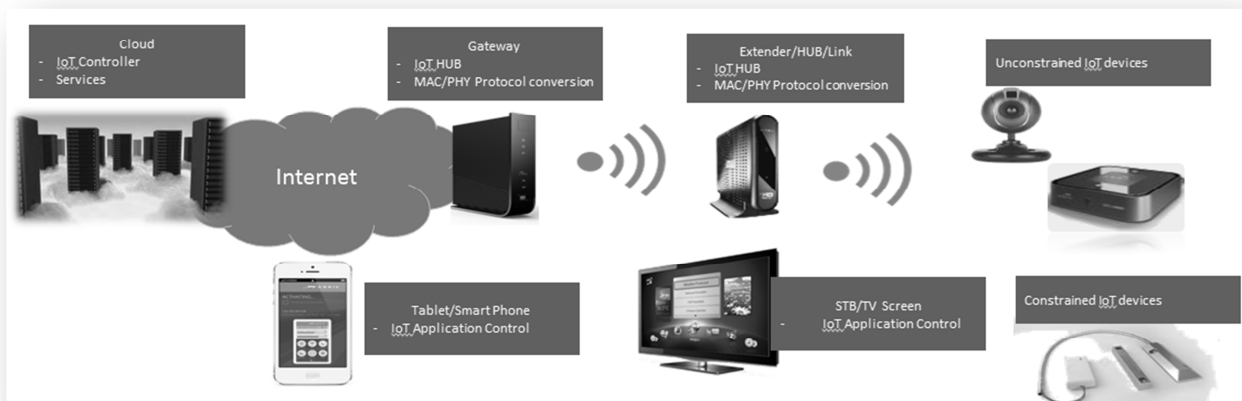 Cloud
- IoT Controller
- Services
Gateway
- IoT HUB
- MAC/PHY Protocol conversion
Extender/HUB/Link
- IoT HUB
- MAC/PHY Protocol conversion
Unconstrained IoT devices
Internet
Tablet/Smart Phone
- IoT Application Control
STB/TV Screen
- IoT Application Control
Constrained IoT devices
ACTIVATING...